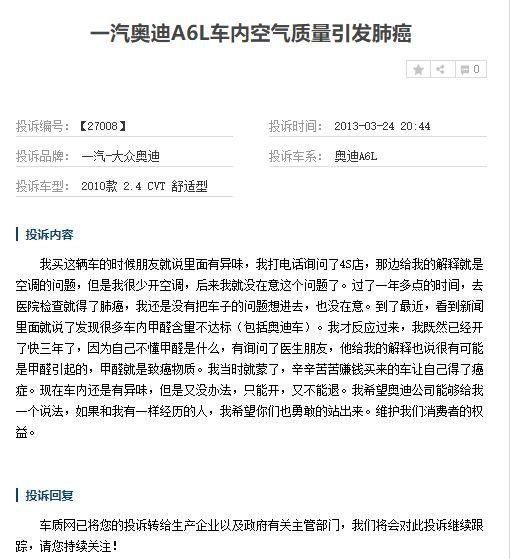 一汽奥迪A6L车内空气质量引发肺癌
0
投诉编号：【27008】
投诉时间： 2013-03-24 20:44
投诉品牌： 一汽-大众奥迪
投诉车系： 奥迪A6L
投诉车型： 2010款 2.4 CVT 舒适型
投诉内容
我买这辆车的时候朋友就说里面有异味，我打电话询问了4S店，那边给我的解释就是
空调的问题，但是我很少开空调，后来我就没在意这个问题了。过了一年多点的时间，去
医院检查就得了肺癌，我还是没有把车子的问题想进去，也没在意。到了最近，看到新闻
里面就说了发现很多车内甲醛含量不达标（包括奥迪车）。我才反应过来，我既然已经开
了快三年了，因为自己不懂甲醛是什么，有询问了医生朋友，他给我的解释也说很有可能
是甲醛引起的，甲醛就是致癌物质。我当时就蒙了，辛辛苦苦赚钱买来的车让自己得了癌
症。现在车内还是有异味，但是又没办法，只能开，又不能退。我希望奥迪公司能够给我
一个说法，如果和我有一样经历的人，我希望你们也勇敢的站出来。维护我们消费者的权
益。
投诉回复
车质网已将您的投诉转给生产企业以及政府有关主管部门，我们将会对此投诉继续跟
踪，请您持续关注！